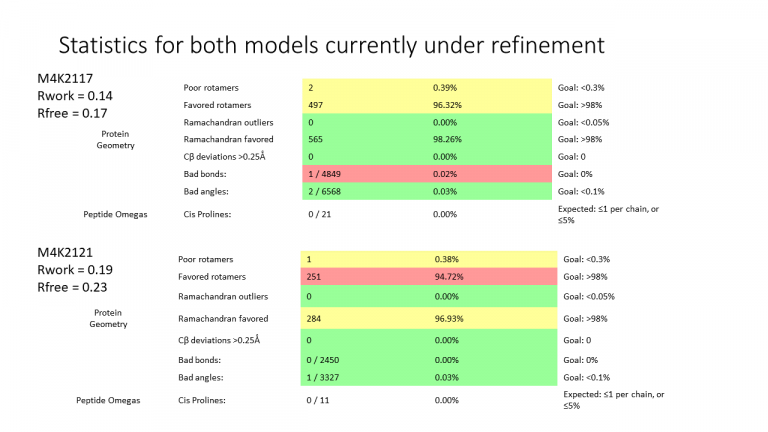 Statistics for both models currently under refinement
M4K2117
Rwork = 0.14
Rfree = 0.17
Protein
Geometry
Poor rotamers 2 0.39% Goal: <0.3%
Favored rotamers 497 96.32% Goal: >98%
Ramachandran outliers 0 0.00% Goal: <0.05%
Ramachandran favored 565 98.26% Goal: >98%
Cβ deviations >0.25Å 0 0.00% Goal: 0
Bad bonds: 1 / 4849 0.02% Goal: 0%
Bad angles: 2 / 6568 0.03% Goal: <0.1%
Peptide Omegas Cis Prolines: 0 / 21 0.00% Expected: ≤1 per chain, or
≤5%
M4K2121
Rwork = 0.19
Rfree = 0.23
Protein
Geometry
Poor rotamers 1 0.38% Goal: <0.3%
Favored rotamers 251 94.72% Goal: >98%
Ramachandran outliers 0 0.00% Goal: <0.05%
Ramachandran favored 284 96.93% Goal: >98%
Cβ deviations >0.25Å 0 0.00% Goal: 0
Bad bonds: 0 / 2450 0.00% Goal: 0%
Bad angles: 1 / 3327 0.03% Goal: <0.1%
Peptide Omegas Cis Prolines: 0 / 11 0.00% Expected: ≤1 per chain, or
≤5%